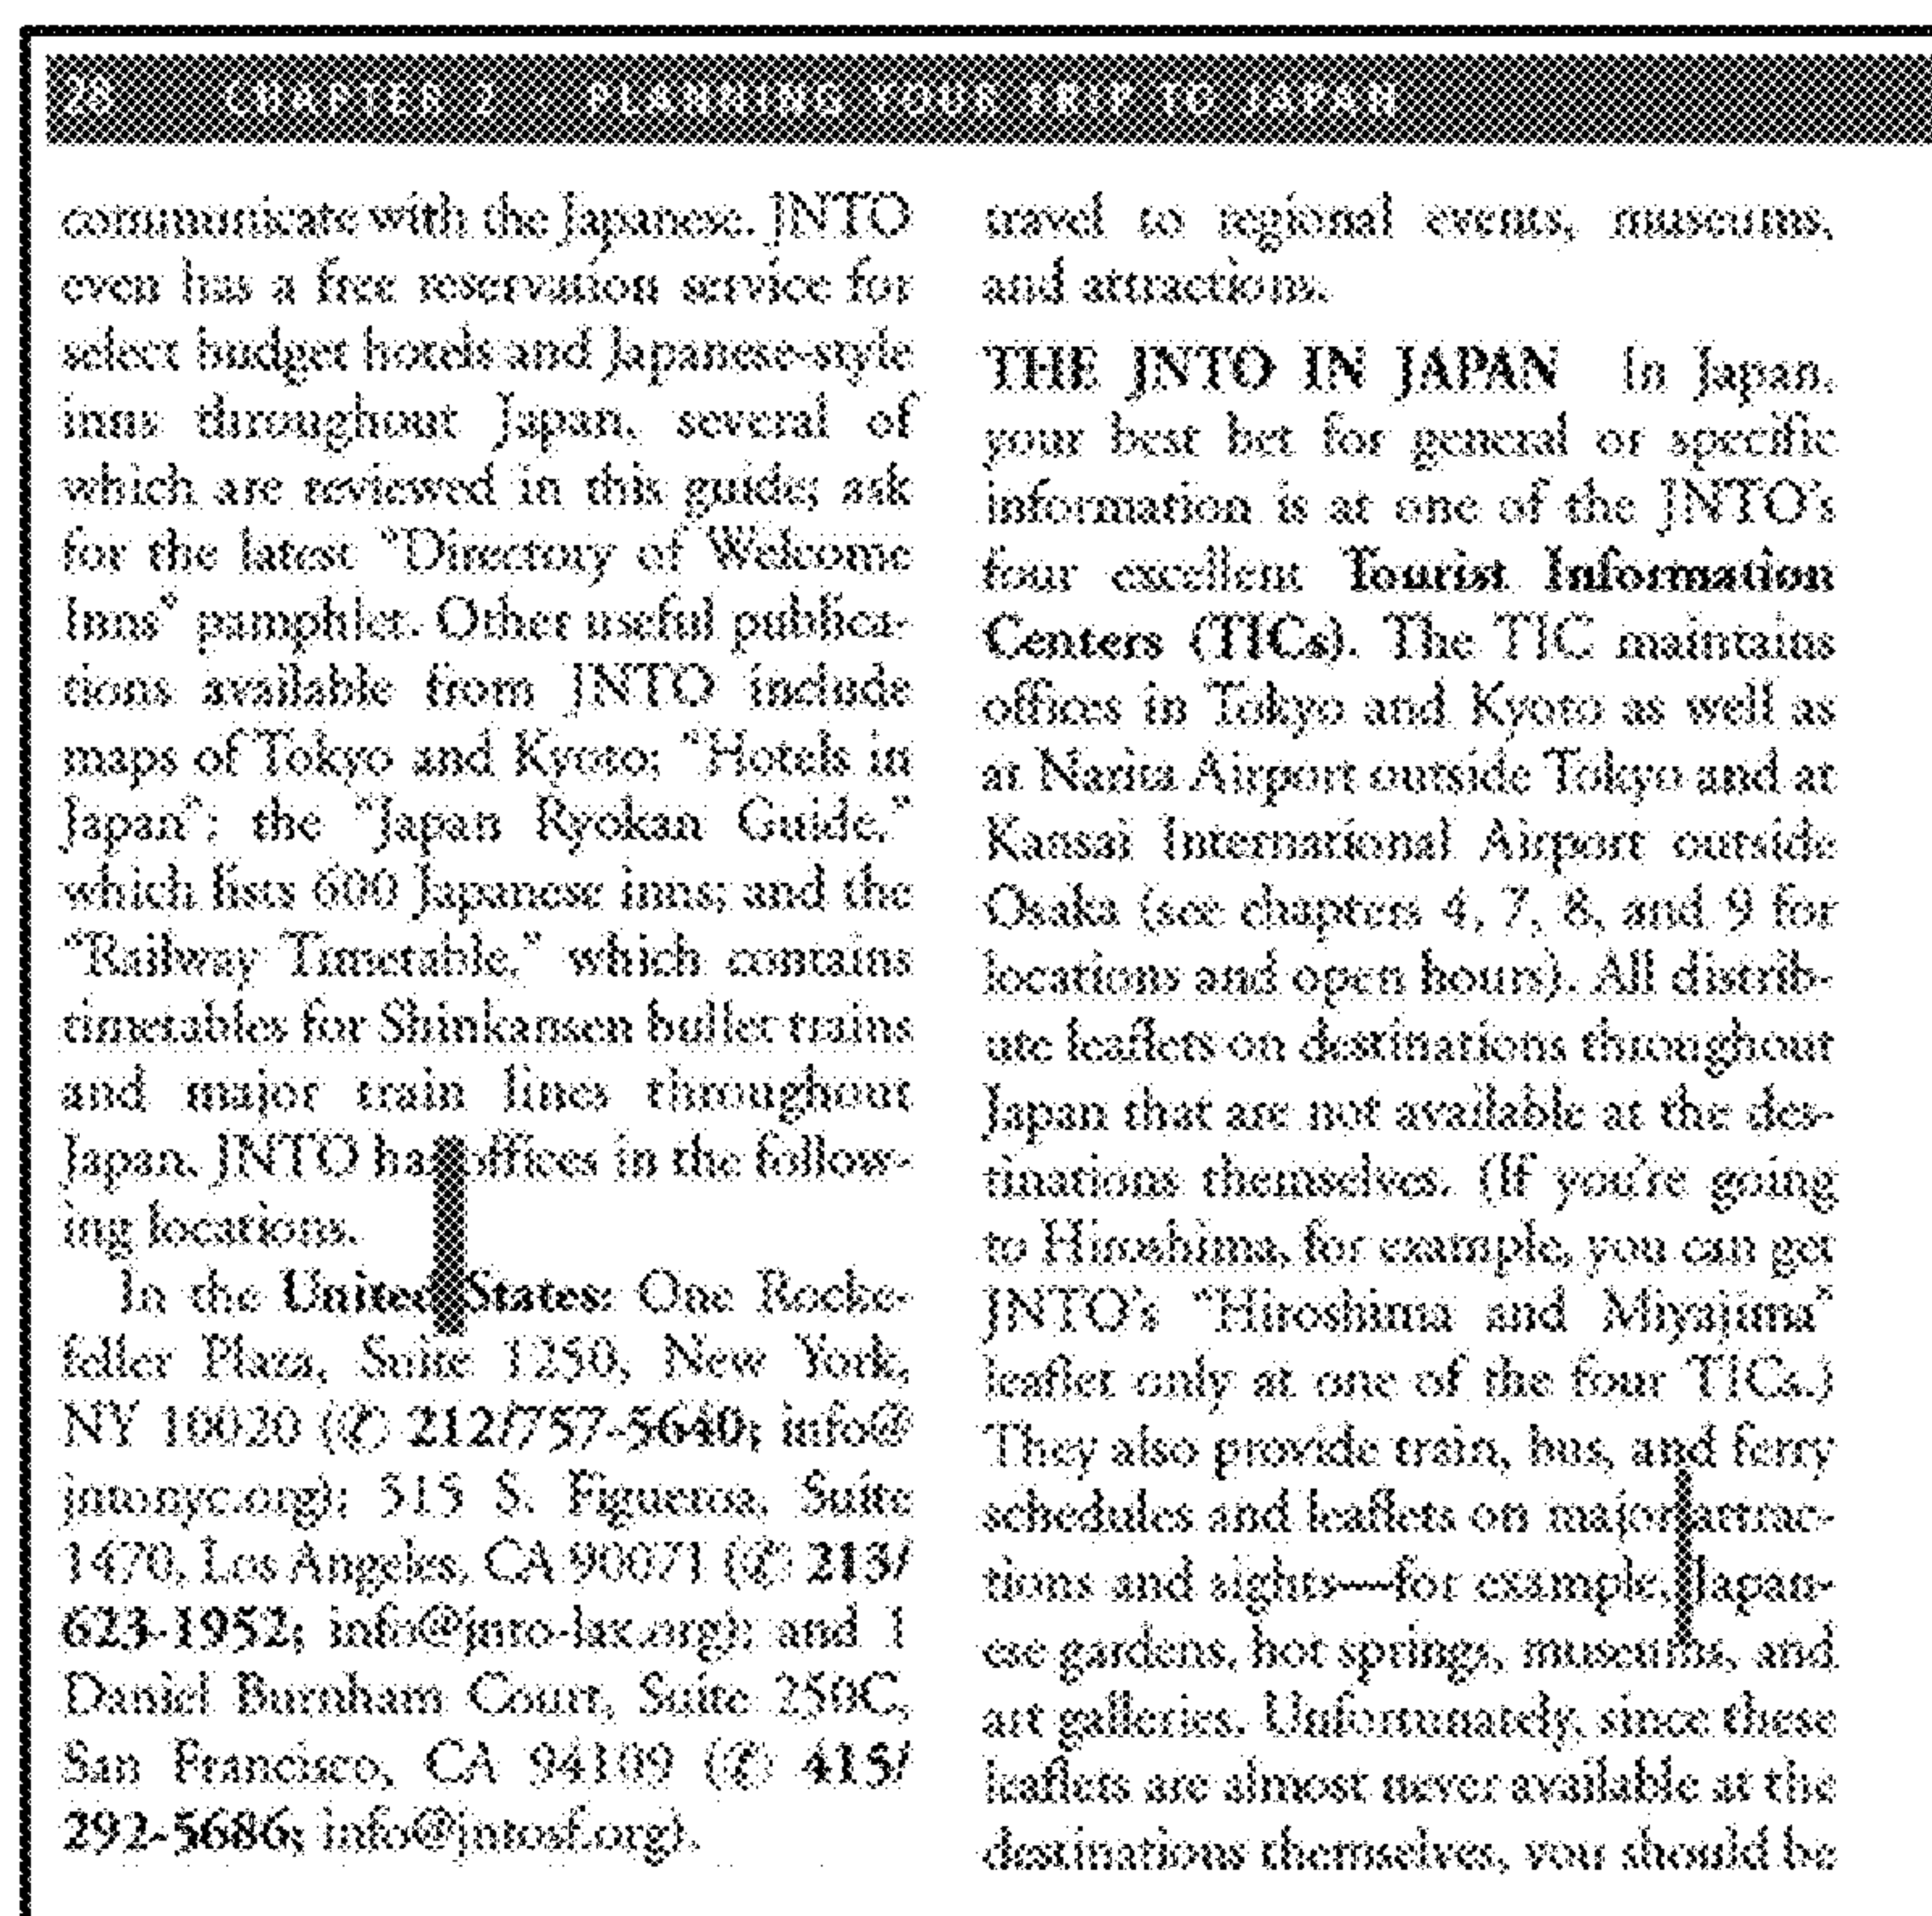 28 CHAPTER 2 · PLANNING YOUR TRIP TO JAPAN
communicate with the Japanese. JNTO
even has a free reservation service for
select budget hotels and Japanese-style
inns throughout Japan, several of
which are reviewed in this guide; ask
for the latest "Directory of Welcome
Inns" pamphlet. Other useful publica-
tions available from JNTO include
maps of Tokyo and Kyoto; "Hotels in
Japan"; the "Japan Ryokan Guide,"
which lists 600 Japanese inns; and the
"Railway Timetable," which contains
timetables for Shinkansen bullet trains
and major train lines throughout
Japan. JNTO has offices in the follow-
ing locations.
In the United States: One Rocke-
feller Plaza, Suite 1250, New York,
NY 10020 (✆ 212/757-5640; info@
jntonyc.org); 515 S. Figueroa, Suite
1470, Los Angeles, CA 90071 (✆ 213/
623-1952; info@jnto-lax.org); and 1
Daniel Burnham Court, Suite 250C,
San Francisco, CA 94109 (✆ 415/
292-5686; info@jntosf.org).
travel to regional events, museums,
and attractions.
THE JNTO IN JAPAN In Japan,
your best bet for general or specific
information is at one of the JNTO's
four excellent Tourist Information
Centers (TICs). The TIC maintains
offices in Tokyo and Kyoto as well as
at Narita Airport outside Tokyo and at
Kansai International Airport outside
Osaka (see chapters 4, 7, 8, and 9 for
locations and open hours). All distrib-
ute leaflets on destinations throughout
Japan that are not available at the des-
tinations themselves. (If you're going
to Hiroshima, for example, you can get
JNTO's "Hiroshima and Miyajima"
leaflet only at one of the four TICs.)
They also provide train, bus, and ferry
schedules and leaflets on major attrac-
tions and sights—for example, Japan-
ese gardens, hot springs, museums, and
art galleries. Unfortunately, since these
leaflets are almost never available at the
destinations themselves, you should be